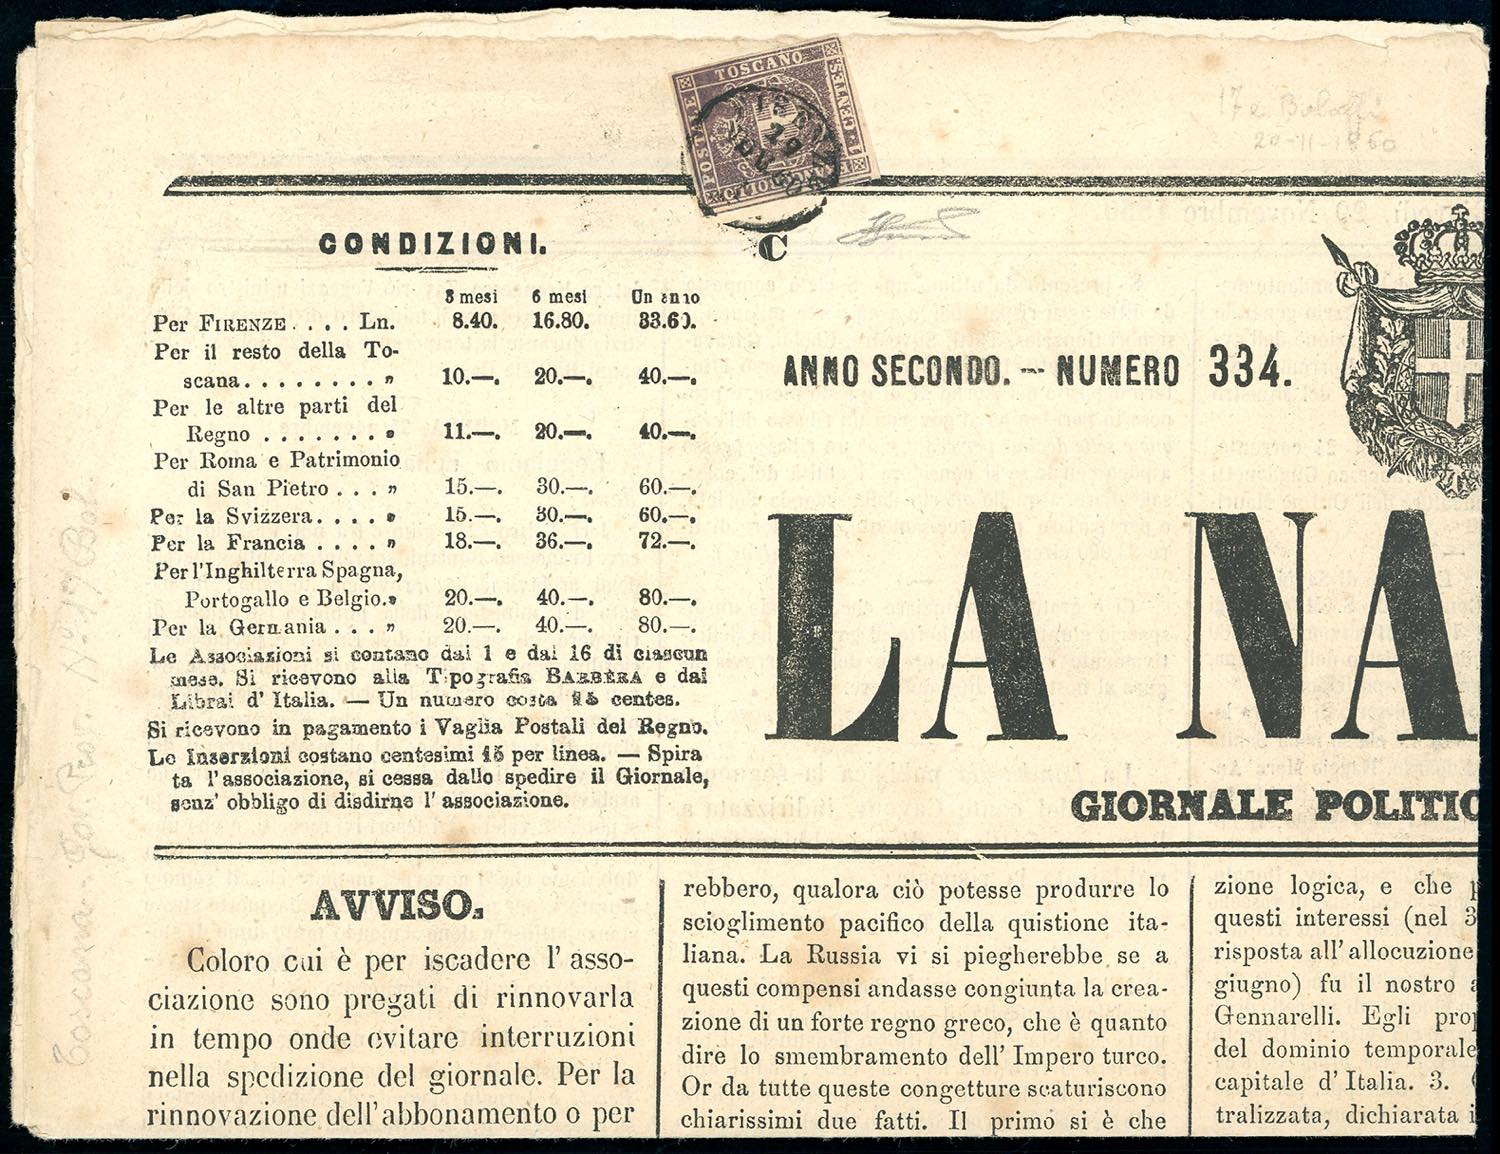 TOSCANO
1. CENTES.
29
17 e Bolaffi
20-11-1860
CONDIZIONI.
3 mesi 6 mesi Un anno
Per FIRENZE . . . . Ln. 8.40. 16.80. 33.60.
Per il resto della To-
scana. . . . . . . . „ 10.—. 20.—. 40.—.
Per le altre parti del
Regno . . . . . . . „ 11.—. 20.—. 40.—.
Per Roma e Patrimonio
di San Pietro . . . „ 15.—. 30.—. 60.—.
Per la Svizzera. . . . „ 15.—. 30.—. 60.—.
Per la Francia . . . . „ 18.—. 36.—. 72.—.
Per l'Inghilterra Spagna,
Portogallo e Belgio. „ 20.—. 40.—. 80.—.
Per la Germania . . . „ 20.—. 40.—. 80.—.
Le Associazioni si contano dal 1 e dal 16 di ciascun
mese. Si ricevono alla Tipografia BARBÈRA e dai
Librai d' Italia. — Un numero costa 15 centes.
Si ricevono in pagamento i Vaglia Postali del Regno.
Le Inserzioni costano centesimi 15 per linea. — Spira
ta l'associazione, si cessa dallo spedire il Giornale,
senz' obbligo di disdirne l' associazione.
C
ANNO SECONDO. — NUMERO 334.
LA NA
GIORNALE POLITIC
AVVISO.
Coloro cui è per iscadere l' asso-
ciazione sono pregati di rinnovarla
in tempo onde evitare interruzioni
nella spedizione del giornale. Per la
rinnovazione dell'abbonamento o per
rebbero, qualora ciò potesse produrre lo
scioglimento pacifico della quistione ita-
liana. La Russia vi si piegherebbe se a
questi compensi andasse congiunta la crea-
zione di un forte regno greco, che è quanto
dire lo smembramento dell' Impero turco.
Or da tutte queste congetture scaturiscono
chiarissimi due fatti. Il primo si è che
zione logica, e che
questi interessi (nel 3
risposta all' allocuzione
giugno) fu il nostro
Gennarelli. Egli pro
del dominio temporale
capitale d' Italia. 3.
tralizzata, dichiarata i